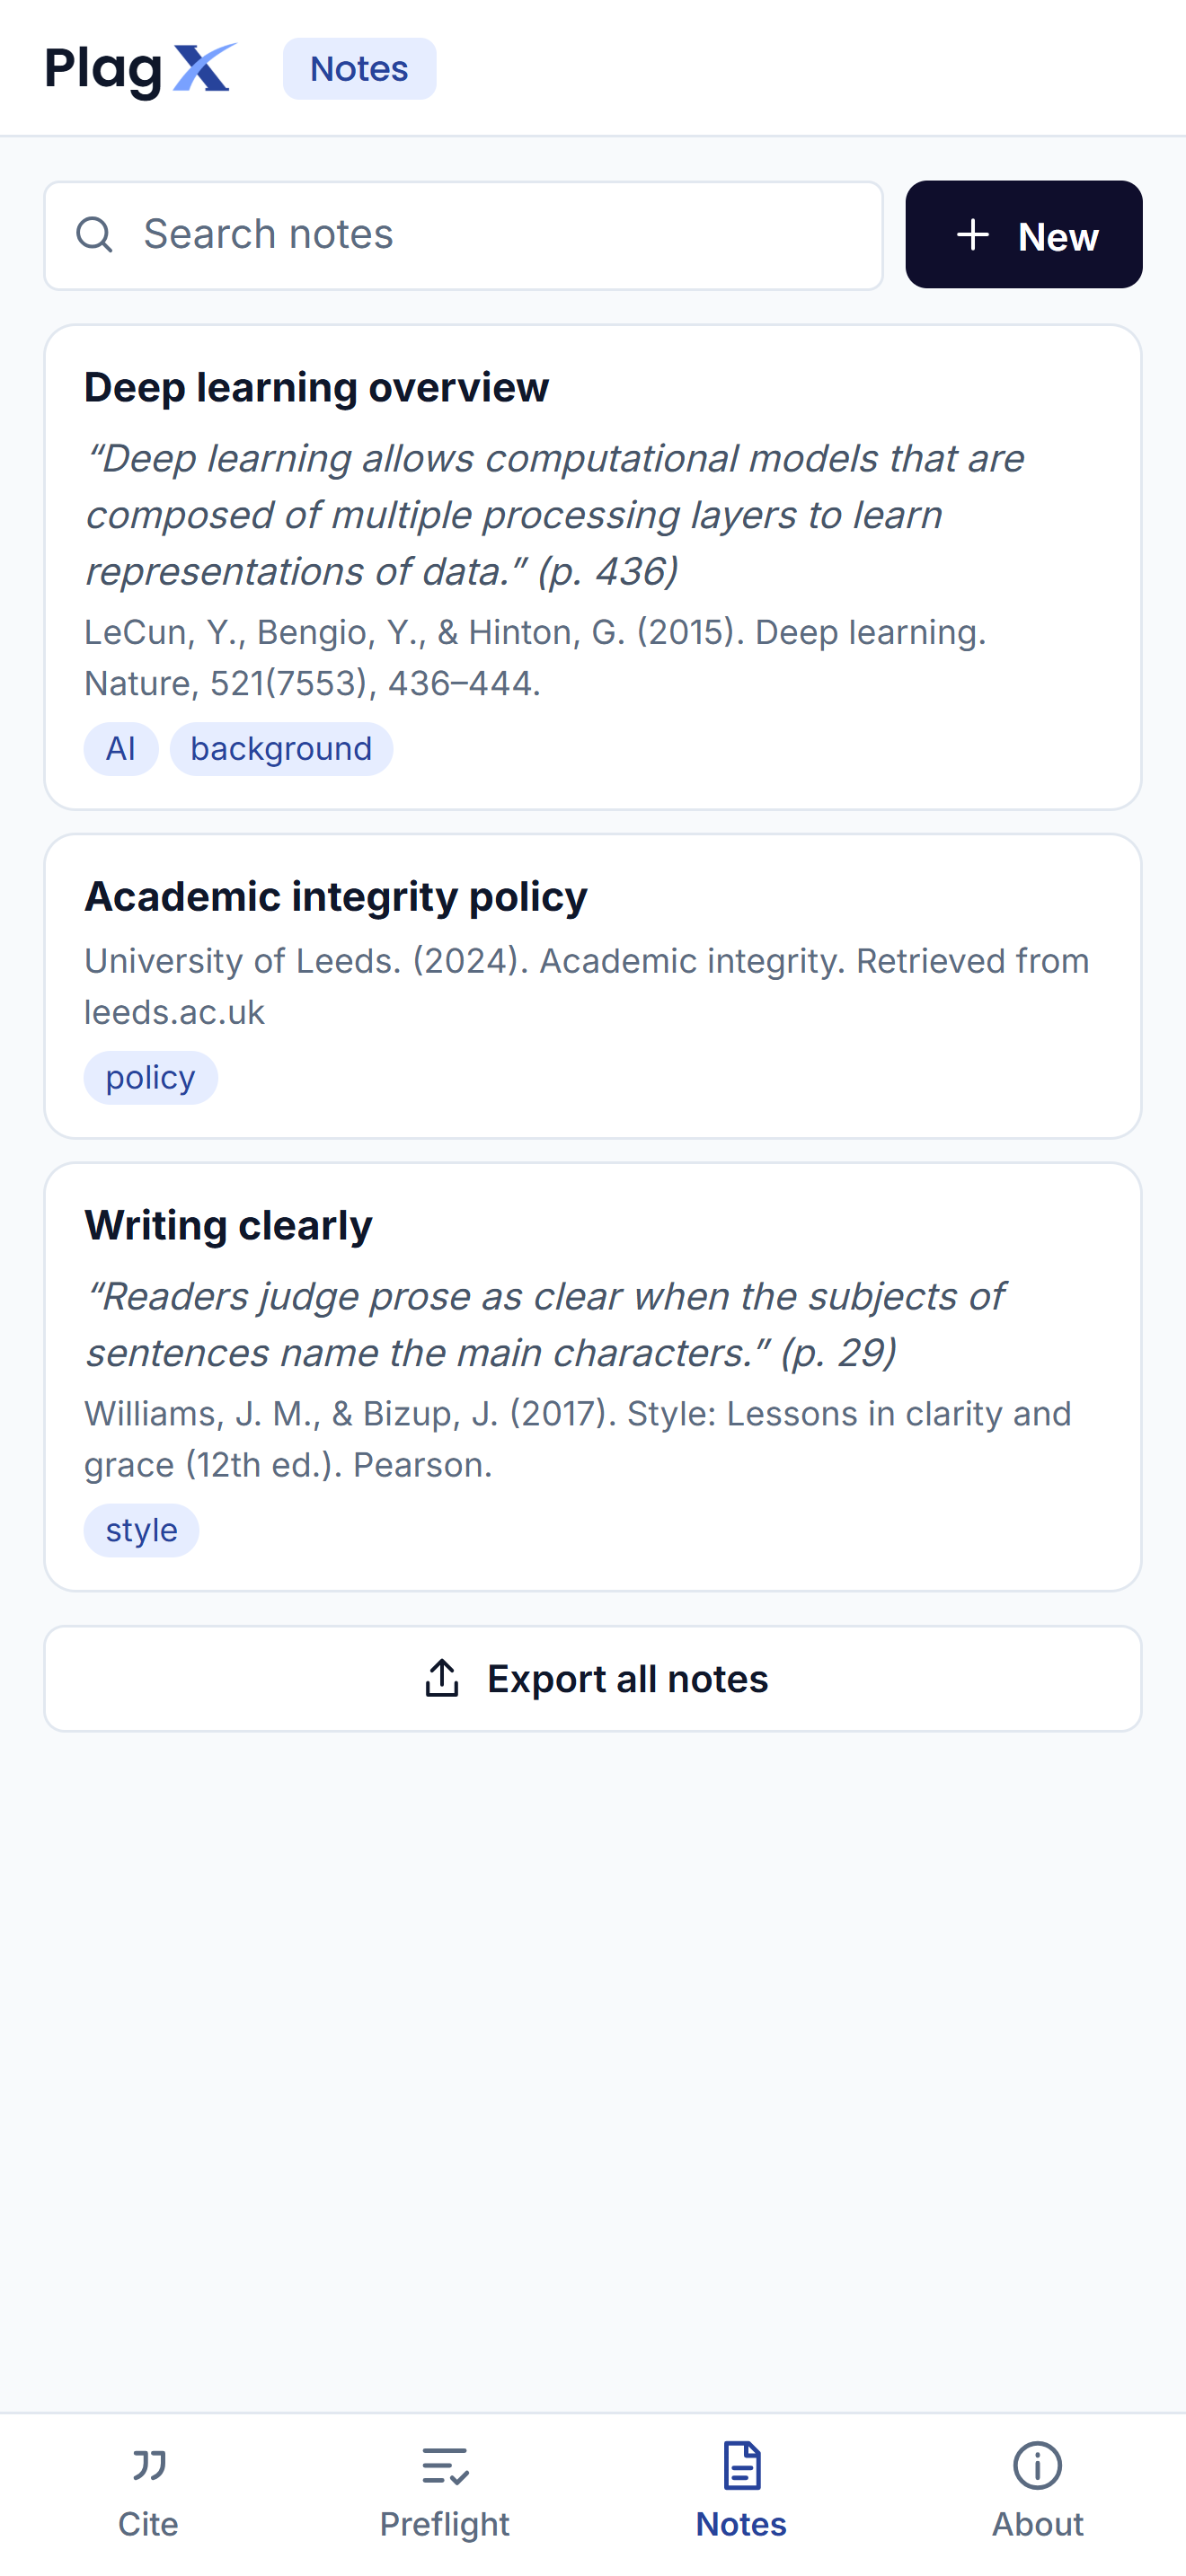 PlagX Notes
Search notes
New
Deep learning overview
“Deep learning allows computational models that are
composed of multiple processing layers to learn
representations of data.” (p. 436)
LeCun, Y., Bengio, Y., & Hinton, G. (2015). Deep learning.
Nature, 521(7553), 436–444.
AI background
Academic integrity policy
University of Leeds. (2024). Academic integrity. Retrieved from
leeds.ac.uk
policy
Writing clearly
“Readers judge prose as clear when the subjects of
sentences name the main characters.” (p. 29)
Williams, J. M., & Bizup, J. (2017). Style: Lessons in clarity and
grace (12th ed.). Pearson.
style
Export all notes
Cite Preflight Notes About